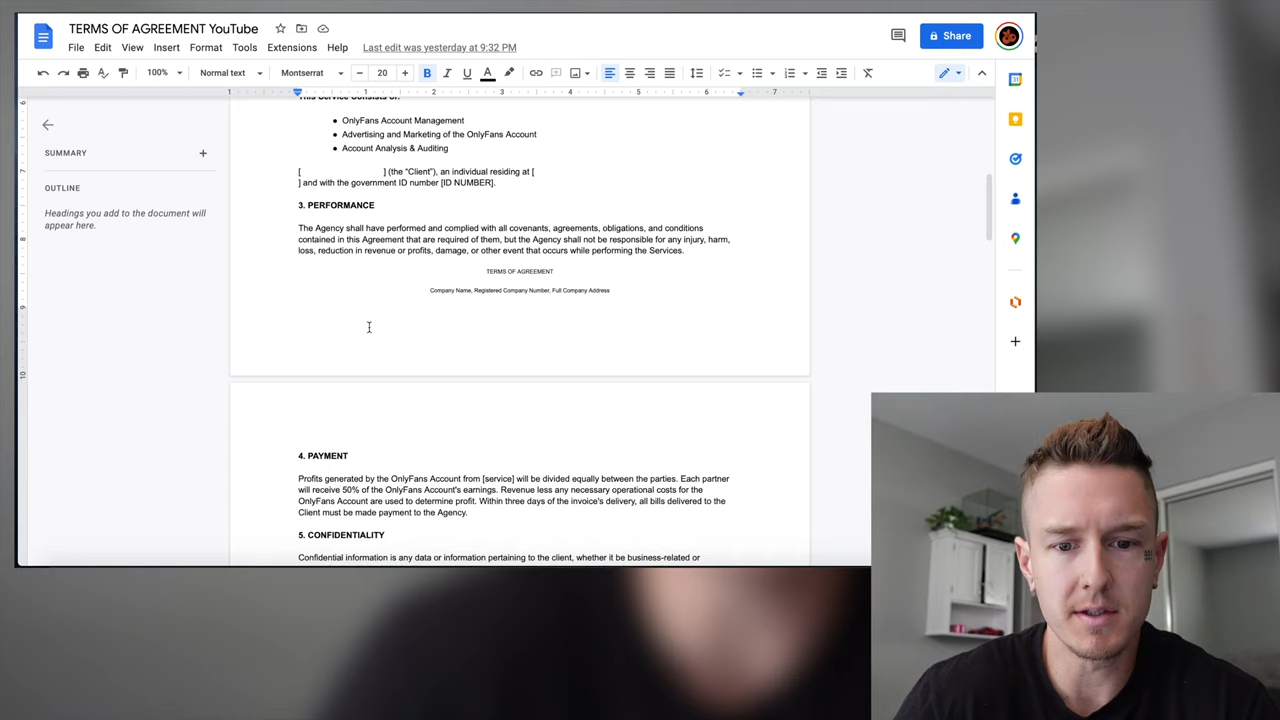 TERMS OF AGREEMENT YouTube
File Edit View Insert Format Tools Extensions Help Last edit was yesterday at 9:32 PM
Share
100% Normal text Montserrat − 20 + B I U A
1 1 2 3 4 5 6 7
This Service Consists of:
● OnlyFans Account Management
● Advertising and Marketing of the OnlyFans Account
● Account Analysis & Auditing
SUMMARY
OUTLINE
Headings you add to the document will
appear here.
[ ] (the "Client"), an individual residing at [
] and with the government ID number [ID NUMBER].
3. PERFORMANCE
The Agency shall have performed and complied with all covenants, agreements, obligations, and conditions
contained in this Agreement that are required of them, but the Agency shall not be responsible for any injury, harm,
loss, reduction in revenue or profits, damage, or other event that occurs while performing the Services.
TERMS OF AGREEMENT
Company Name, Registered Company Number, Full Company Address
4. PAYMENT
Profits generated by the OnlyFans Account from [service] will be divided equally between the parties. Each partner
will receive 50% of the OnlyFans Account's earnings. Revenue less any necessary operational costs for the
OnlyFans Account are used to determine profit. Within three days of the invoice's delivery, all bills delivered to the
Client must be made payment to the Agency.
5. CONFIDENTIALITY
Confidential information is any data or information pertaining to the client, whether it be business-related or